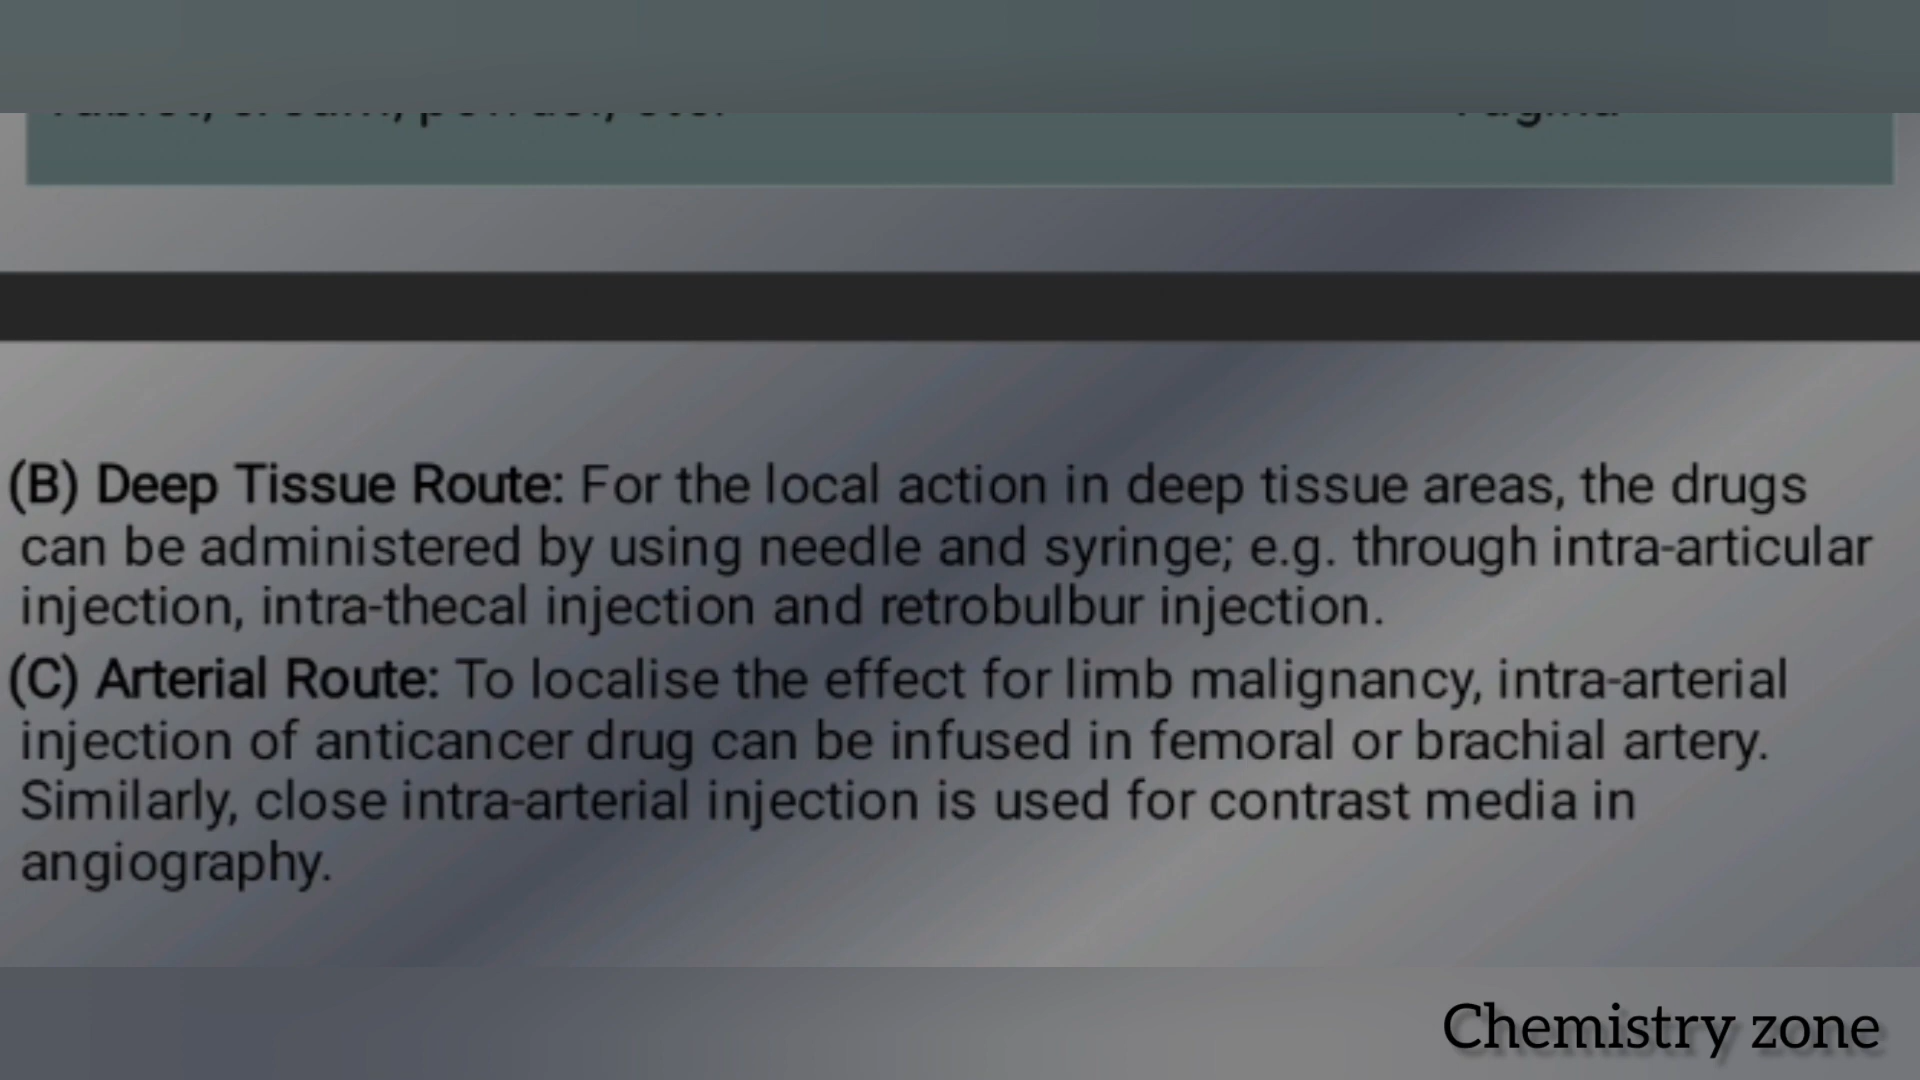 (B) Deep Tissue Route: For the local action in deep tissue areas, the drugs
can be administered by using needle and syringe; e.g. through intra-articular
injection, intra-thecal injection and retrobulbur injection.
(C) Arterial Route: To localise the effect for limb malignancy, intra-arterial
injection of anticancer drug can be infused in femoral or brachial artery.
Similarly, close intra-arterial injection is used for contrast media in
angiography.
Chemistry zone